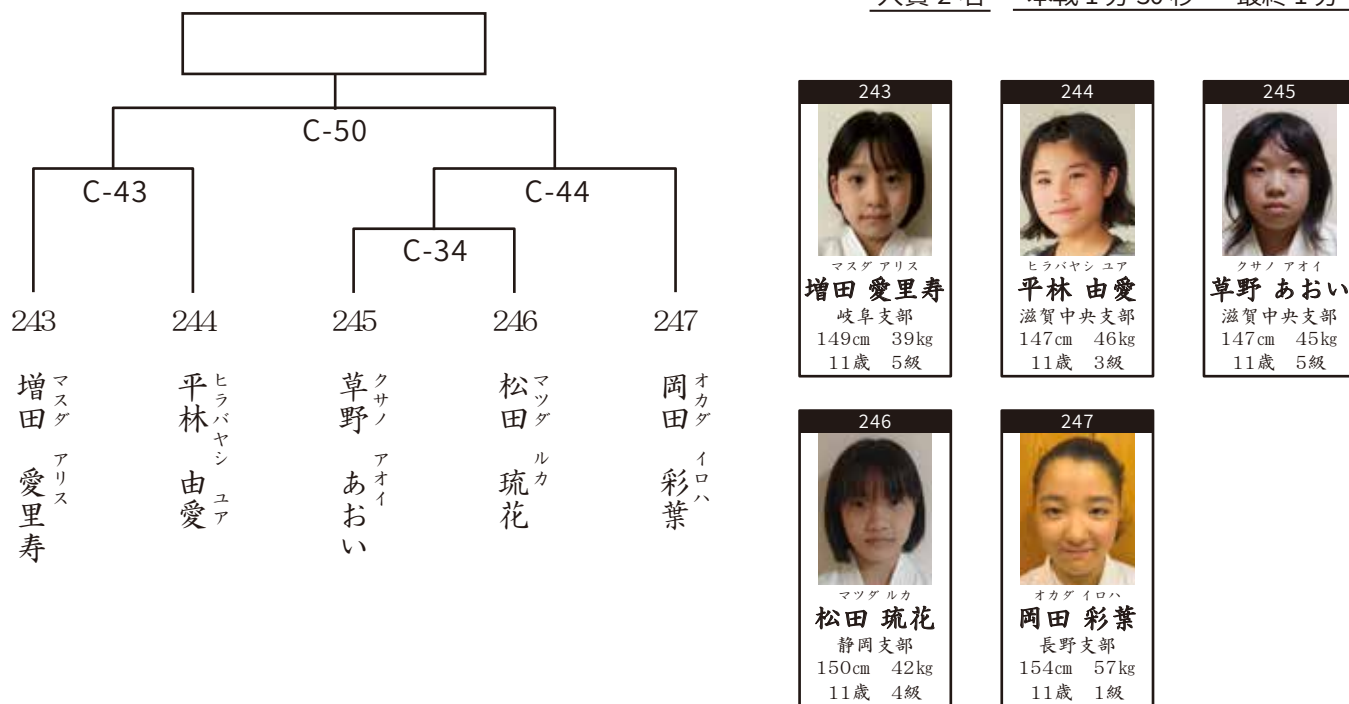 入賞 2 名 本戦 1 分 30 秒 最終 1 分
C-50
C-43
C-44
C-34
243
244
245
246
247
増田 愛里寿
マスダ アリス
平林 由愛
ヒラバヤシ ユア
草野 あおい
クサノ アオイ
松田 琉花
マツダ ルカ
岡田 彩葉
オカダ イロハ
243
マスダ アリス
増田 愛里寿
岐阜支部
149cm 39kg
11歳 5級
244
ヒラバヤシ ユア
平林 由愛
滋賀中央支部
147cm 46kg
11歳 3級
245
クサノ アオイ
草野 あおい
滋賀中央支部
147cm 45kg
11歳 5級
246
マツダ ルカ
松田 琉花
静岡支部
150cm 42kg
11歳 4級
247
オカダ イロハ
岡田 彩葉
長野支部
154cm 57kg
11歳 1級